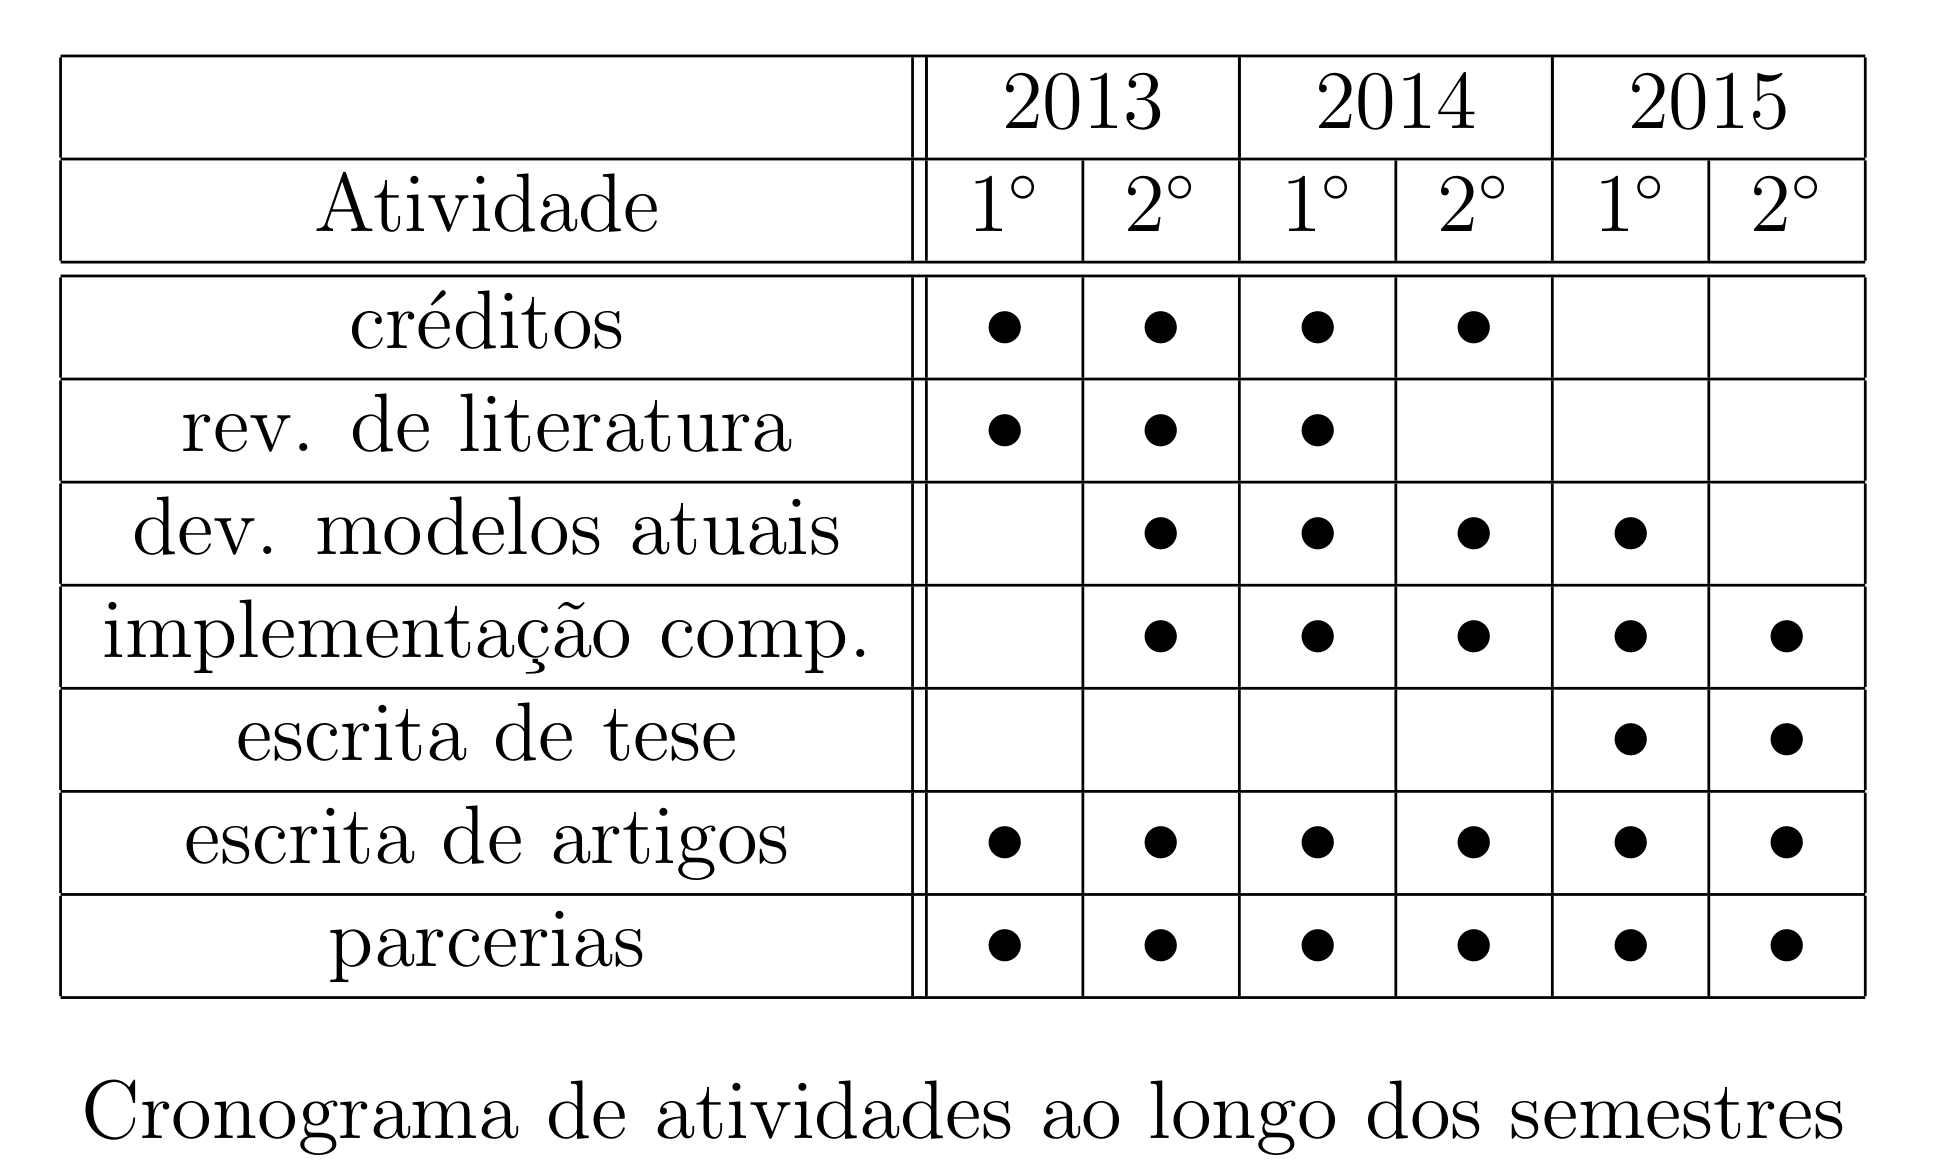 2013 2014 2015
Atividade 1° 2° 1° 2° 1° 2°
créditos • • • •
rev. de literatura • • •
dev. modelos atuais • • • •
implementação comp. • • • • •
escrita de tese • •
escrita de artigos • • • • • •
parcerias • • • • • •
Cronograma de atividades ao longo dos semestres